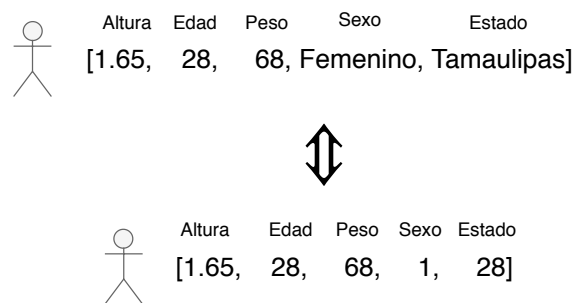 Altura Edad Peso Sexo Estado
[1.65, 28, 68, Femenino, Tamaulipas]
Altura Edad Peso Sexo Estado
[1.65, 28, 68, 1, 28]